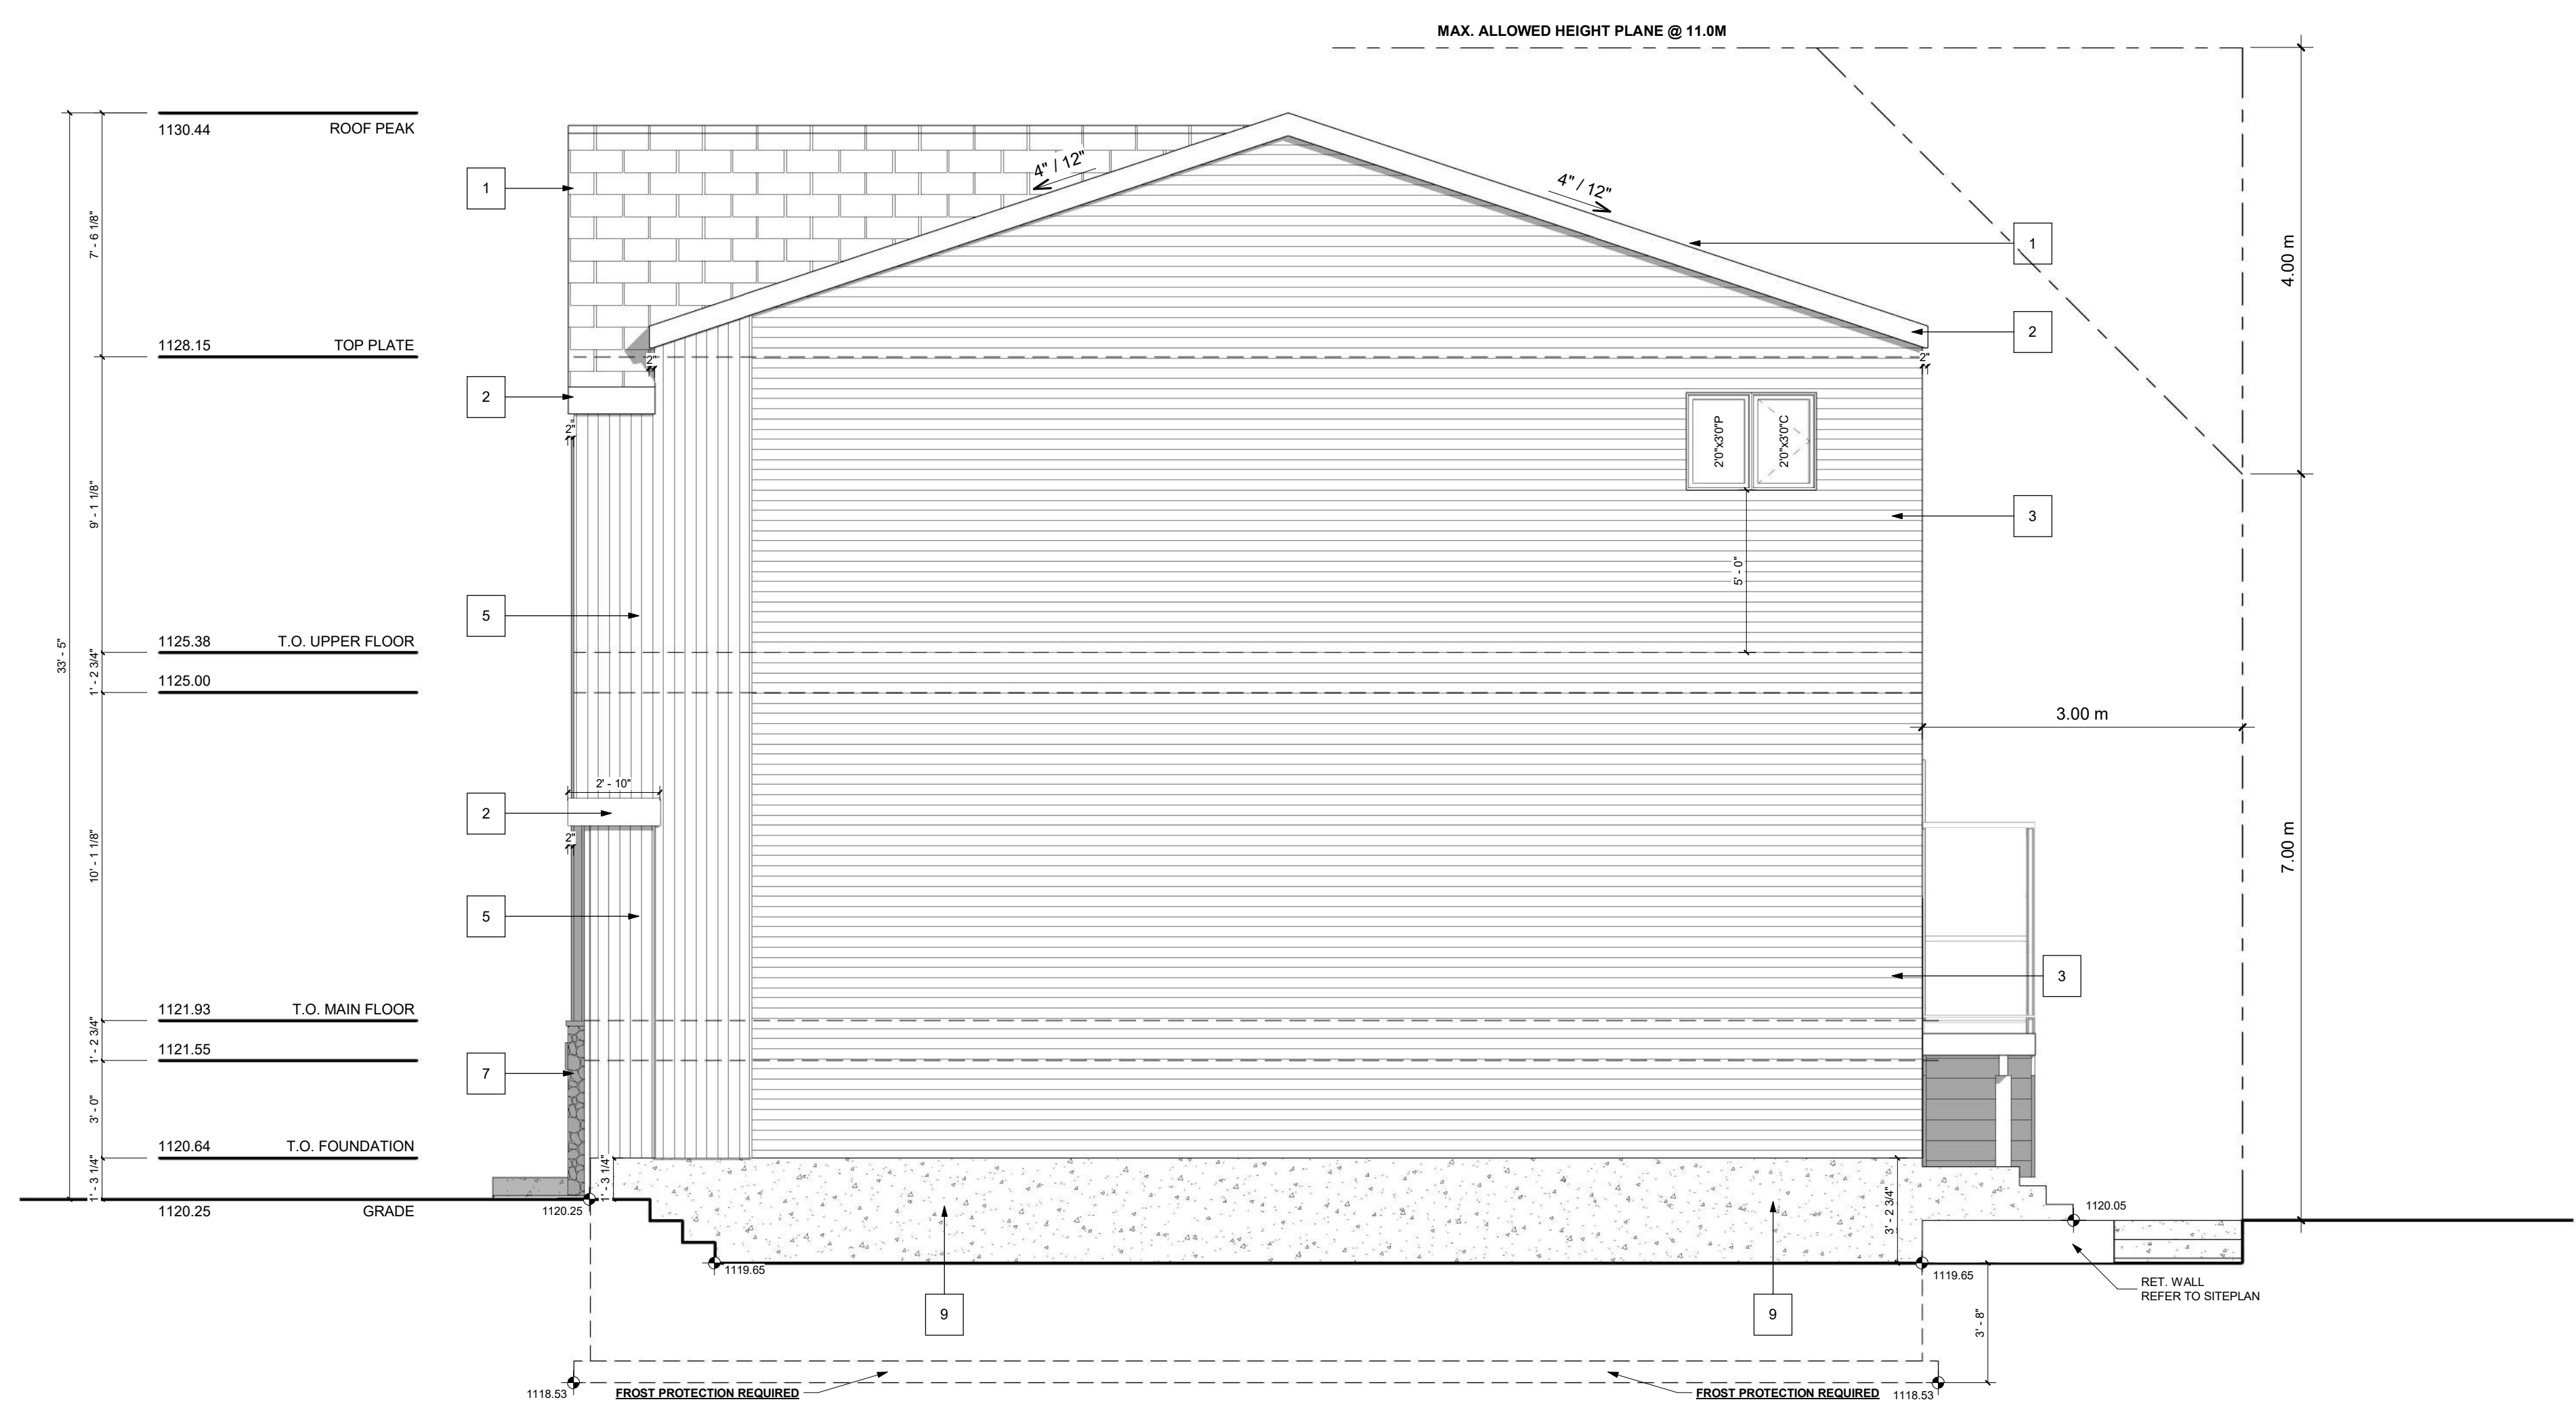 MAX. ALLOWED HEIGHT PLANE @ 11.0M
1130.44 ROOF PEAK
4" / 12"
4" / 12"
1
1
7' - 6 1/8"
4.00 m
2
1128.15 TOP PLATE
2"
2"
2
2"
2'0"x3'0"P
2'0"x3'0"C
9' - 1 1/8"
3
5' - 0"
5
1125.38 T.O. UPPER FLOOR
33' - 5"
1' - 2 3/4"
1125.00
3.00 m
2' - 10"
2
2"
10' - 1 1/8"
7.00 m
5
3
1121.93 T.O. MAIN FLOOR
1' - 2 3/4"
1121.55
7
3' - 0"
1120.64 T.O. FOUNDATION
1' - 3 1/4"
1' - 3 1/4"
3' - 2 3/4"
1120.25 GRADE
1120.25
1120.05
1119.65
1119.65
RET. WALL
REFER TO SITEPLAN
9
9
3' - 8"
1118.53
FROST PROTECTION REQUIRED
FROST PROTECTION REQUIRED
1118.53